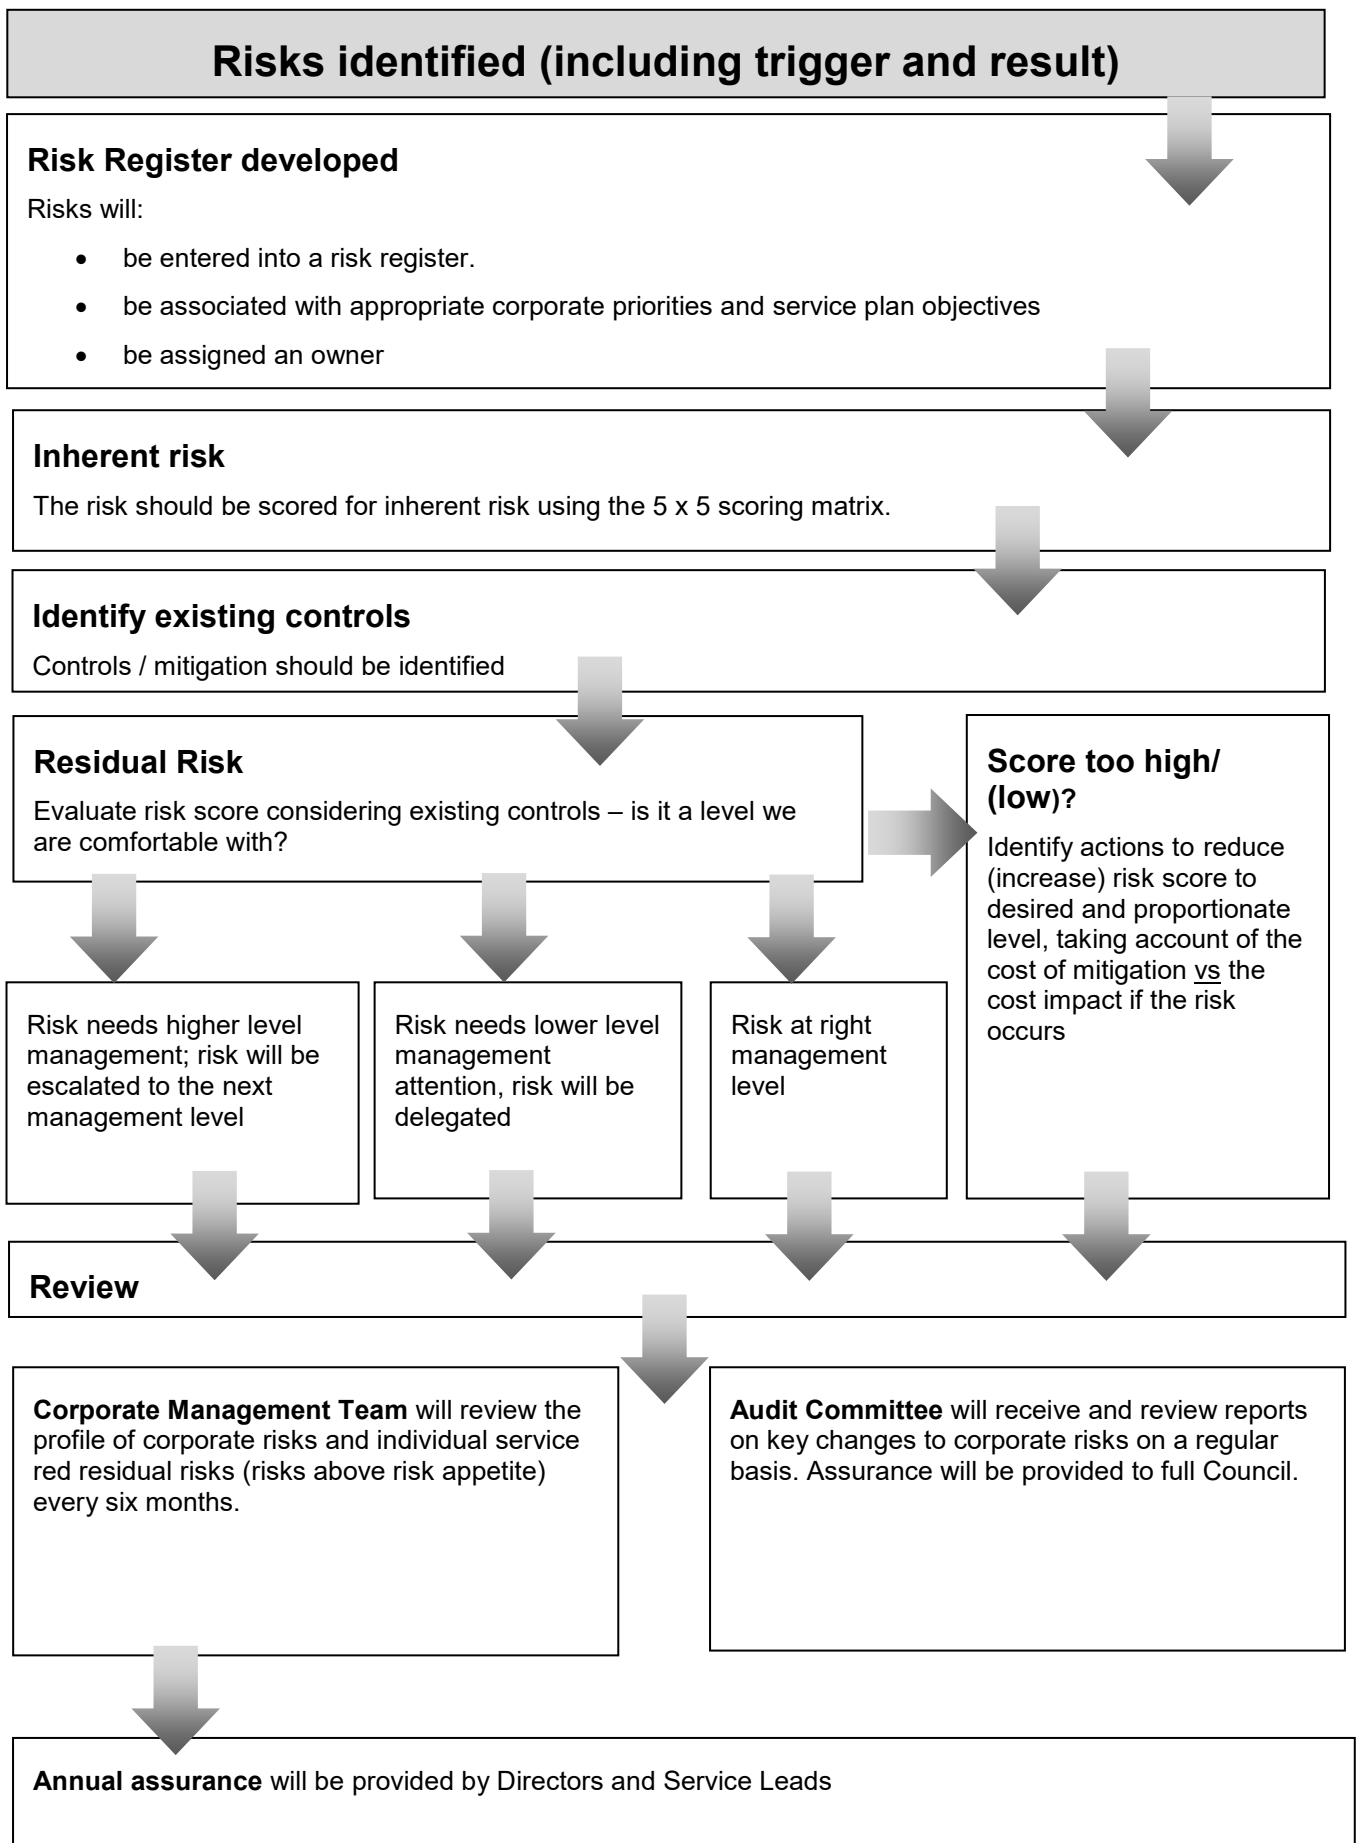 Risks identified (including trigger and result)
Risk Register developed
Risks will:
• be entered into a risk register.
• be associated with appropriate corporate priorities and service plan objectives
• be assigned an owner
Inherent risk
The risk should be scored for inherent risk using the 5 x 5 scoring matrix.
Identify existing controls
Controls / mitigation should be identified
Residual Risk
Evaluate risk score considering existing controls – is it a level we
are comfortable with?
Score too high/
(low)?
Identify actions to reduce
(increase) risk score to
desired and proportionate
level, taking account of the
cost of mitigation vs the
cost impact if the risk
occurs
Risk needs higher level
management; risk will be
escalated to the next
management level
Risk needs lower level
management
attention, risk will be
delegated
Risk at right
management
level
Review
Corporate Management Team will review the
profile of corporate risks and individual service
red residual risks (risks above risk appetite)
every six months.
Audit Committee will receive and review reports
on key changes to corporate risks on a regular
basis. Assurance will be provided to full Council.
Annual assurance will be provided by Directors and Service Leads